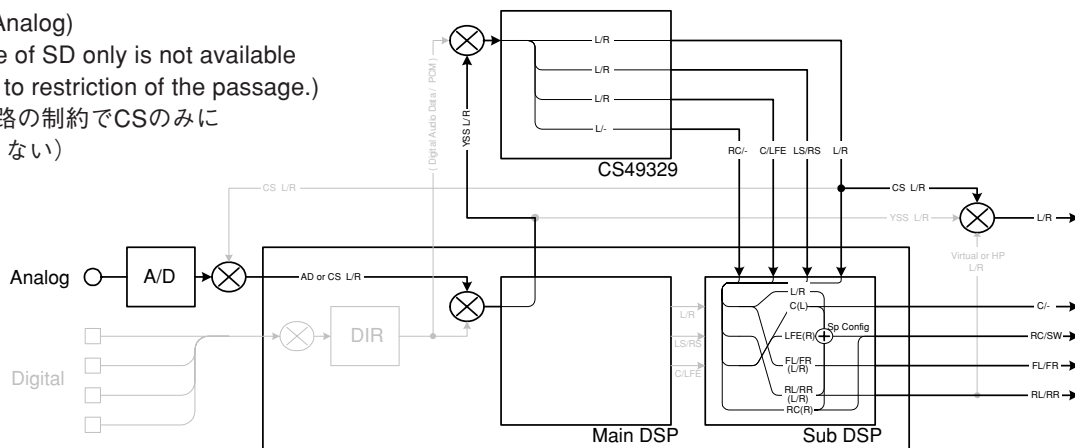 Analog)
e of SD only is not available
to restriction of the passage.)
路の制約でCSのみに
ない）
( Digital Audio Data / PCM )
YSS L/R
L/R
L/R
L/R
L/-
CS49329
RC/-
C/LFE
LS/RS
L/R
CS L/R
CS L/R
YSS L/R
L/R
Virtual or HP
L/R
Analog
A/D
AD or CS L/R
DIR
Digital
L/R
LS/RS
C/LFE
Main DSP
L/R
C(L)
LFE(R)
Sp Config
FL/FR
(L/R)
RL/RR
(L/R)
RC(R)
Sub DSP
C/-
RC/SW
FL/FR
RL/RR